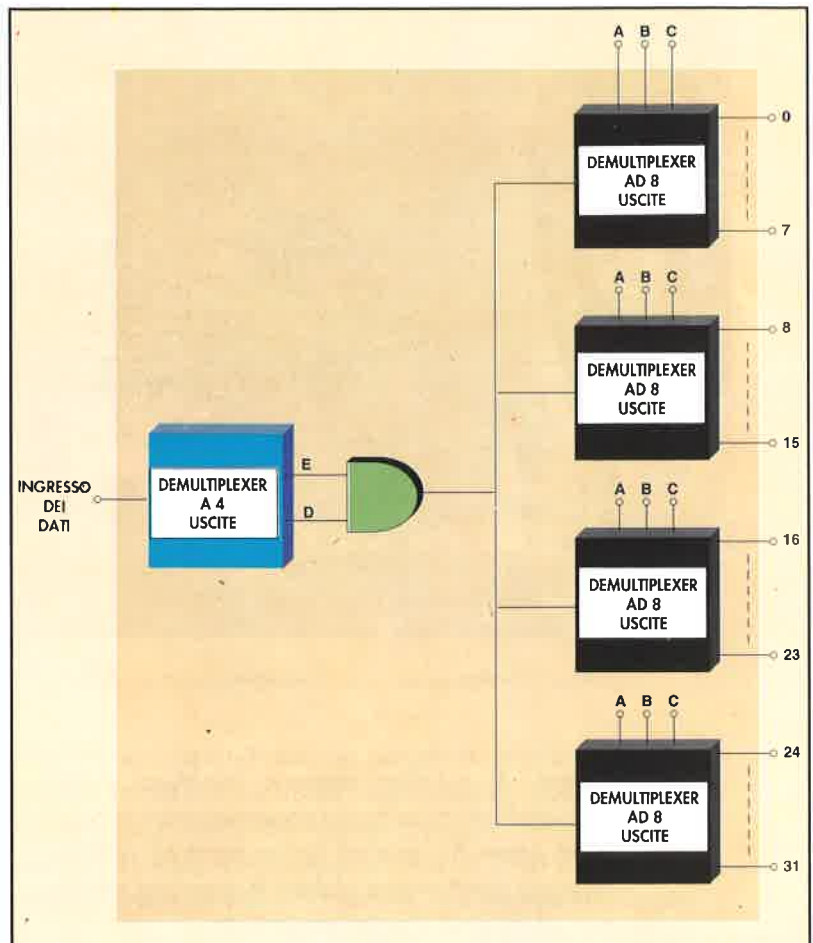 A B C
0
DEMULTIPLEXER
AD 8
USCITE
7
A B C
8
DEMULTIPLEXER
AD 8
USCITE
15
INGRESSO
DEI
DATI
DEMULTIPLEXER
A 4
USCITE
E
D
A B C
16
DEMULTIPLEXER
AD 8
USCITE
23
A B C
24
DEMULTIPLEXER
AD 8
USCITE
31